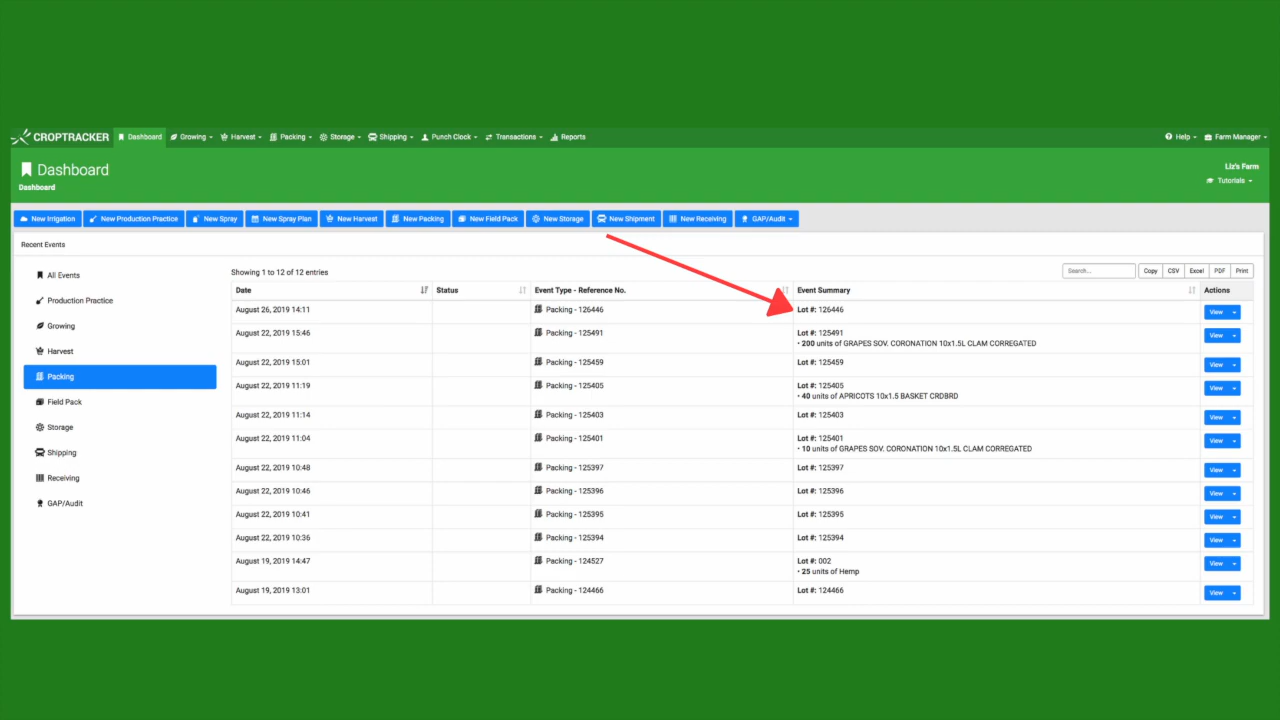 CROPTRACKER Dashboard Growing Harvest Packing Storage Shipping Punch Clock Transactions Reports Help Farm Manager
Dashboard
Liz's Farm
Dashboard
Tutorials
New Irrigation New Production Practice New Spray New Spray Plan New Harvest New Packing New Field Pack New Storage New Shipment New Receiving GAP/Audit
Recent Events
All Events
Production Practice
Growing
Harvest
Packing
Field Pack
Storage
Shipping
Receiving
GAP/Audit
Showing 1 to 12 of 12 entries Search... Copy CSV Excel PDF Print
Date Status Event Type - Reference No. Event Summary Actions
August 26, 2019 14:11 Packing - 126446 Lot #: 126446 View
August 22, 2019 15:46 Packing - 125491 Lot #: 125491 View
• 200 units of GRAPES SOV. CORONATION 10x1.5L CLAM CORREGATED
August 22, 2019 15:01 Packing - 125459 Lot #: 125459 View
August 22, 2019 11:19 Packing - 125405 Lot #: 125405 View
• 40 units of APRICOTS 10x1.5 BASKET CRDBRD
August 22, 2019 11:14 Packing - 125403 Lot #: 125403 View
August 22, 2019 11:04 Packing - 125401 Lot #: 125401 View
• 10 units of GRAPES SOV. CORONATION 10x1.5L CLAM CORREGATED
August 22, 2019 10:48 Packing - 125397 Lot #: 125397 View
August 22, 2019 10:46 Packing - 125396 Lot #: 125396 View
August 22, 2019 10:41 Packing - 125395 Lot #: 125395 View
August 22, 2019 10:36 Packing - 125394 Lot #: 125394 View
August 19, 2019 14:47 Packing - 124527 Lot #: 002 View
• 25 units of Hemp
August 19, 2019 13:01 Packing - 124466 Lot #: 124466 View